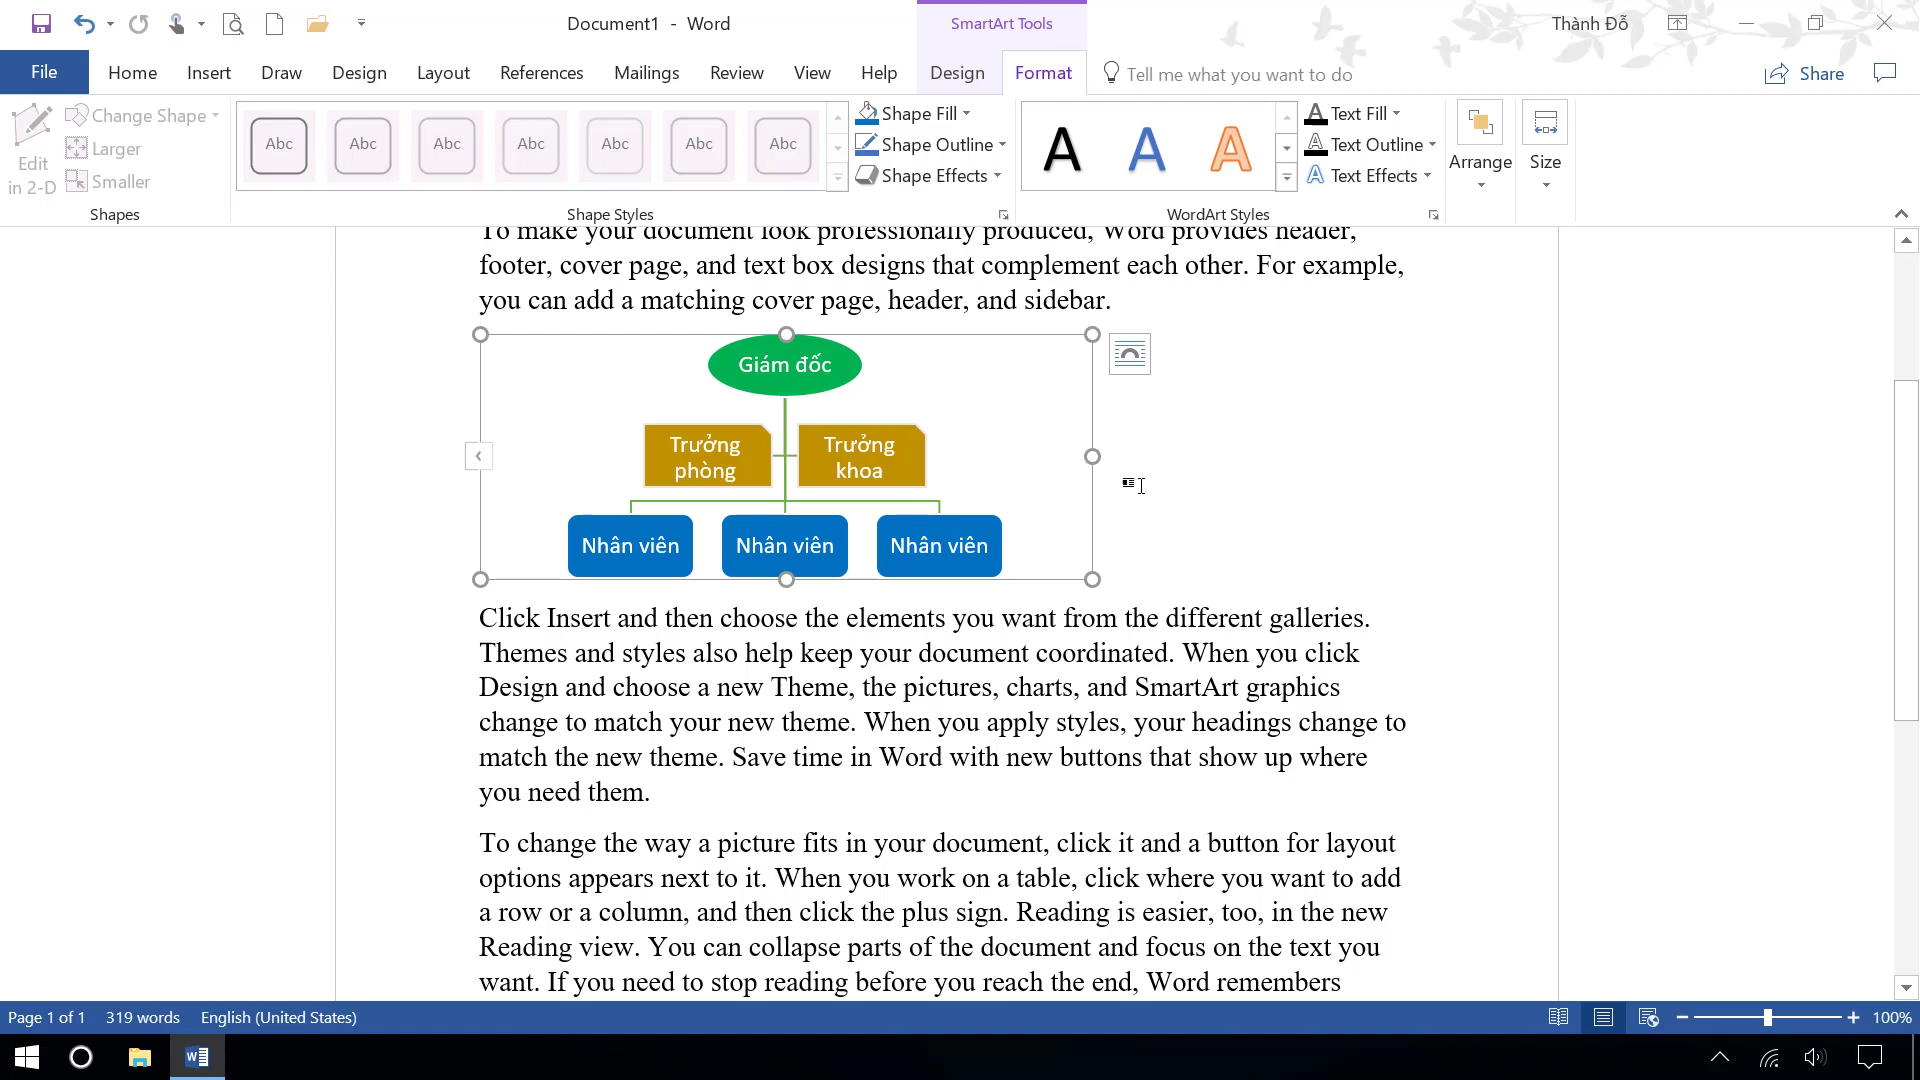 Document1 - Word
SmartArt Tools
Thành Đỗ
File
Home
Insert
Draw
Design
Layout
References
Mailings
Review
View
Help
Design
Format
Tell me what you want to do
Share
Edit
in 2-D
Change Shape
Larger
Smaller
Shapes
Abc
Abc
Abc
Abc
Abc
Abc
Abc
Shape Styles
Shape Fill
Shape Outline
Shape Effects
A
A
A
WordArt Styles
Text Fill
Text Outline
Text Effects
Arrange
Size
To make your document look professionally produced, Word provides header,
footer, cover page, and text box designs that complement each other. For example,
you can add a matching cover page, header, and sidebar.
Giám đốc
Trưởng
phòng
Trưởng
khoa
Nhân viên
Nhân viên
Nhân viên
Click Insert and then choose the elements you want from the different galleries.
Themes and styles also help keep your document coordinated. When you click
Design and choose a new Theme, the pictures, charts, and SmartArt graphics
change to match your new theme. When you apply styles, your headings change to
match the new theme. Save time in Word with new buttons that show up where
you need them.
To change the way a picture fits in your document, click it and a button for layout
options appears next to it. When you work on a table, click where you want to add
a row or a column, and then click the plus sign. Reading is easier, too, in the new
Reading view. You can collapse parts of the document and focus on the text you
want. If you need to stop reading before you reach the end, Word remembers
Page 1 of 1
319 words
English (United States)
100%